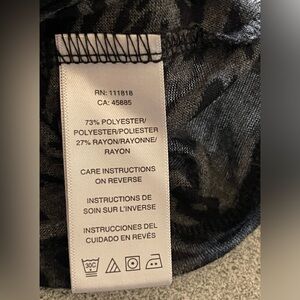 RN: 111818
CA: 45885
73% POLYESTER/
POLYESTER/POLIESTER
27% RAYON/RAYONNE/
RAYON
CARE INSTRUCTIONS
ON REVERSE
INSTRUCTIONS DE
SOIN SUR L'INVERSE
INSTRUCCIONES DEL
CUIDADO EN REVÉS
30C